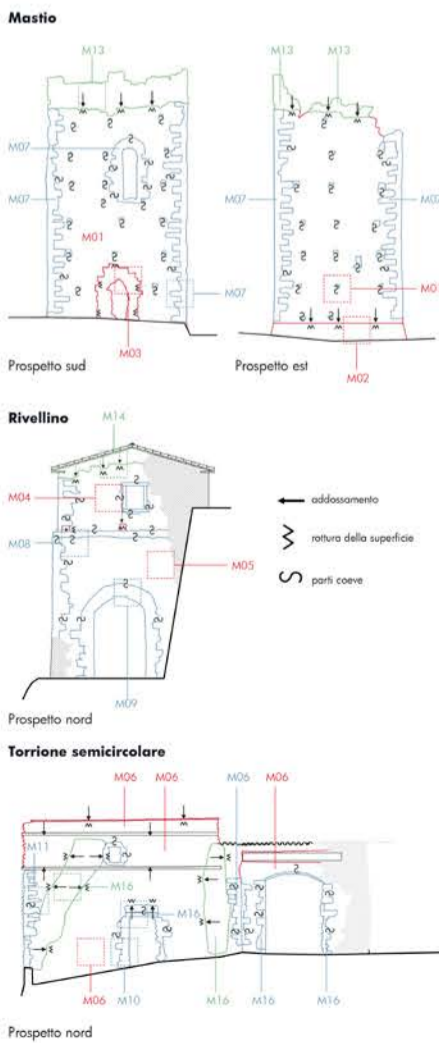 Mastio
M13
M13
M13
M07
M07
M01
M07
M03
M07
M07
M02
Prospetto sud
Prospetto est
Rivellino
M14
M04
M08
M05
M09
addossamento
rottura della superficie
parti coeve
Prospetto nord
Torrione semicircolare
M06
M06
M06
M06
M11
M16
M16
M06
M10
M16
M16
M16
Prospetto nord